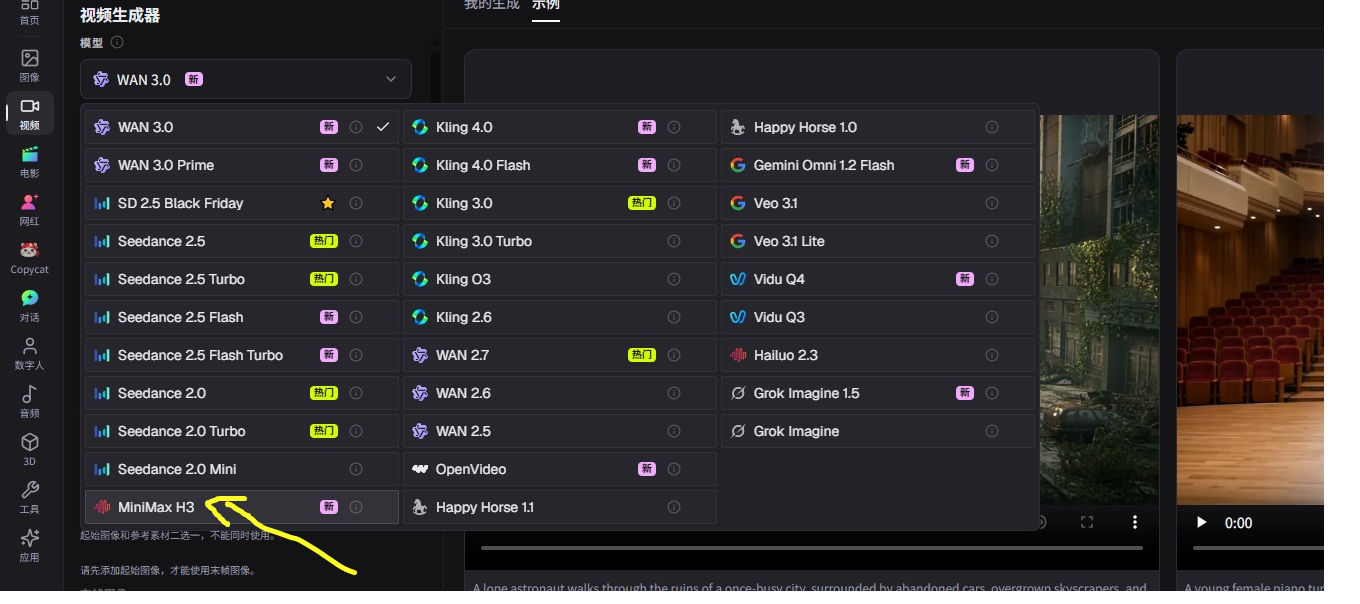 首页
图像
视频
电影
网红
Copycat
对话
数字人
音频
3D
工具
应用
视频生成器
模型
WAN 3.0 新
WAN 3.0 新
WAN 3.0 Prime 新
SD 2.5 Black Friday
Seedance 2.5 热门
Seedance 2.5 Turbo 热门
Seedance 2.5 Flash 新
Seedance 2.5 Flash Turbo 新
Seedance 2.0 热门
Seedance 2.0 Turbo 热门
Seedance 2.0 Mini
MiniMax H3 新
Kling 4.0 新
Kling 4.0 Flash 新
Kling 3.0 热门
Kling 3.0 Turbo
Kling O3
Kling 2.6
WAN 2.7 热门
WAN 2.6
WAN 2.5
OpenVideo 新
Happy Horse 1.1
Happy Horse 1.0
Gemini Omni 1.2 Flash 新
Veo 3.1
Veo 3.1 Lite
Vidu Q4 新
Vidu Q3
Hailuo 2.3
Grok Imagine 1.5 新
Grok Imagine
起始图像和参考素材二选一，不能同时使用。
请先添加起始图像，才能使用末帧图像。
我的生成 示例
0:00
A lone astronaut walks through the ruins of a once-busy city, surrounded by abandoned cars, overgrown skyscrapers, and
A young female piano